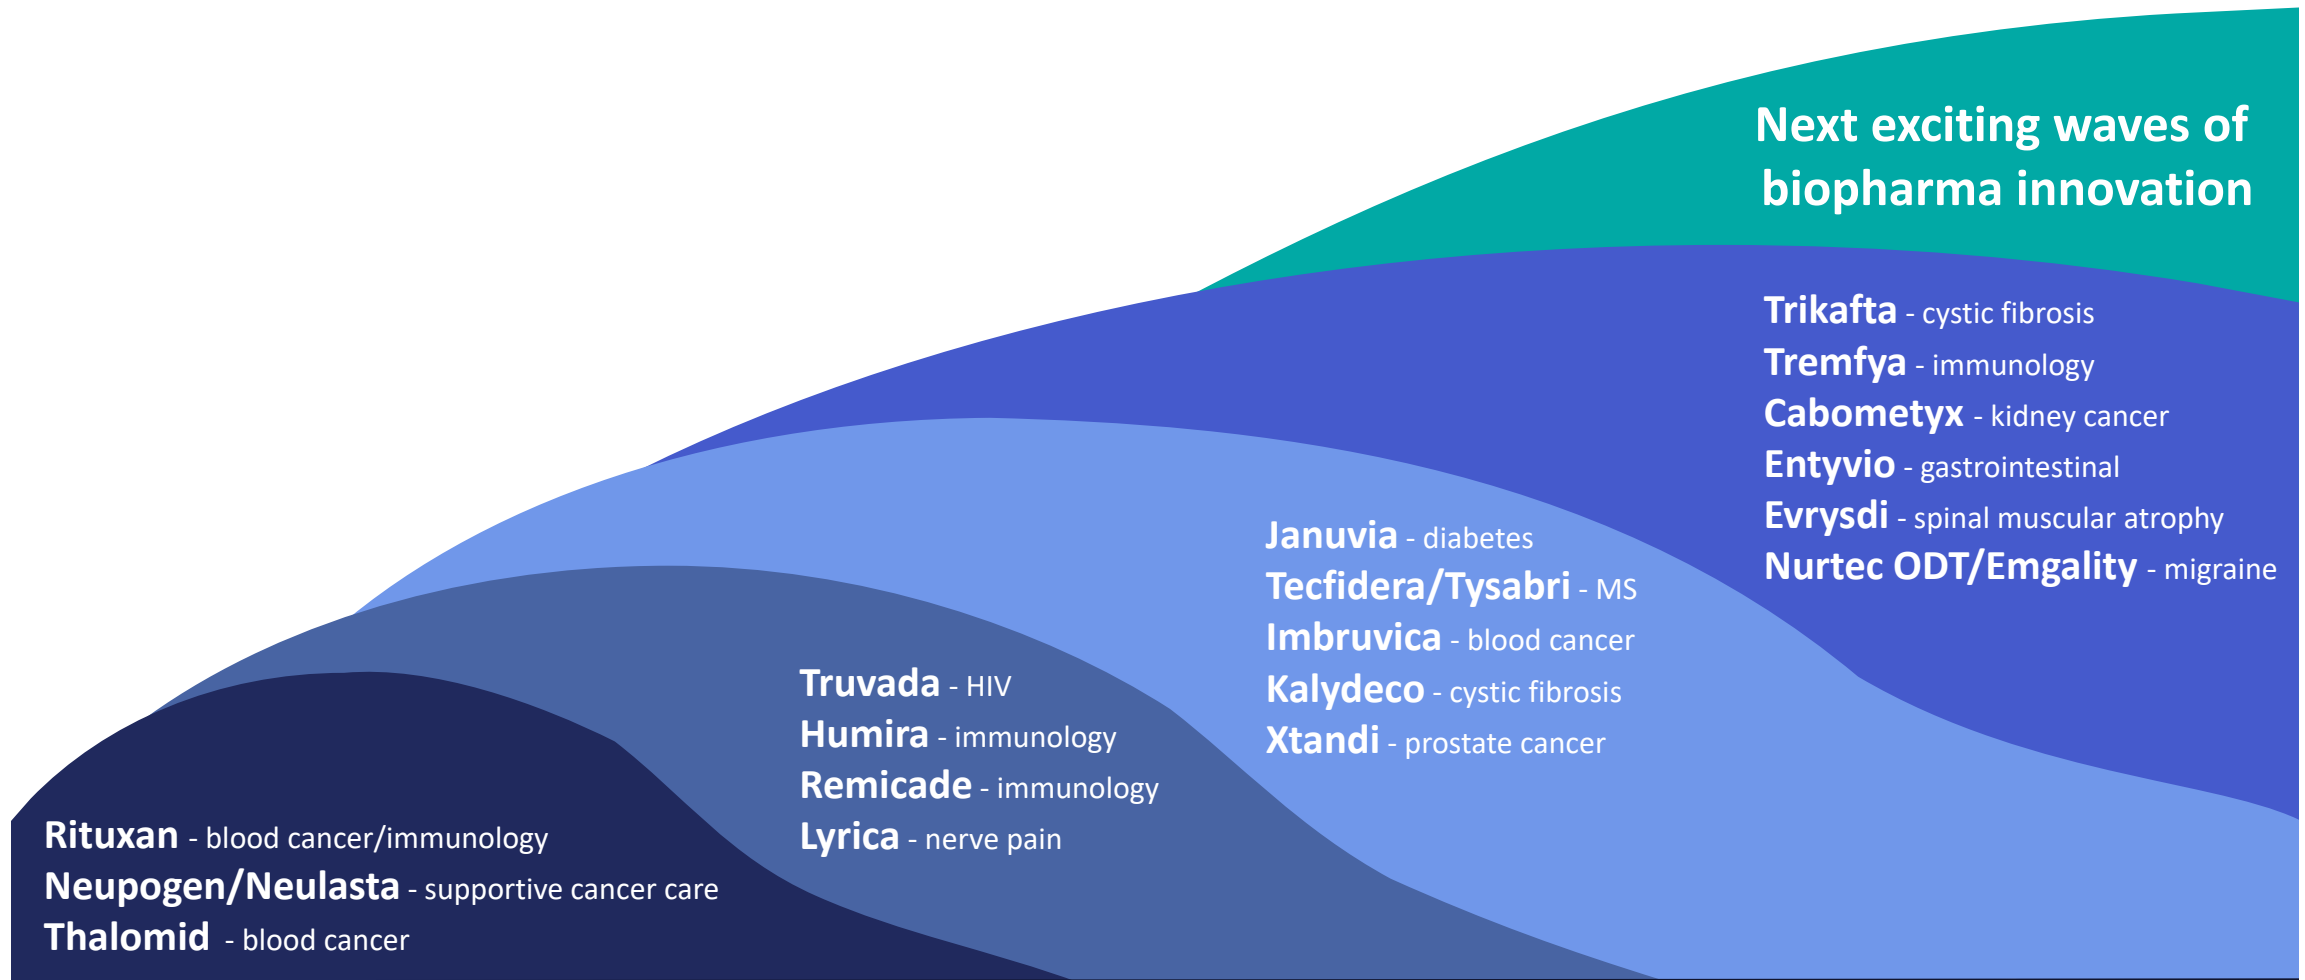 Next exciting waves of
biopharma innovation
Trikafta - cystic fibrosis
Tremfya - immunology
Cabometyx - kidney cancer
Entyvio - gastrointestinal
Evrysdi - spinal muscular atrophy
Nurtec ODT/Emgality - migraine
Januvia - diabetes
Tecfidera/Tysabri - MS
Imbruvica - blood cancer
Kalydeco - cystic fibrosis
Xtandi - prostate cancer
Truvada - HIV
Humira - immunology
Remicade - immunology
Lyrica - nerve pain
Rituxan - blood cancer/immunology
Neupogen/Neulasta - supportive cancer care
Thalomid - blood cancer